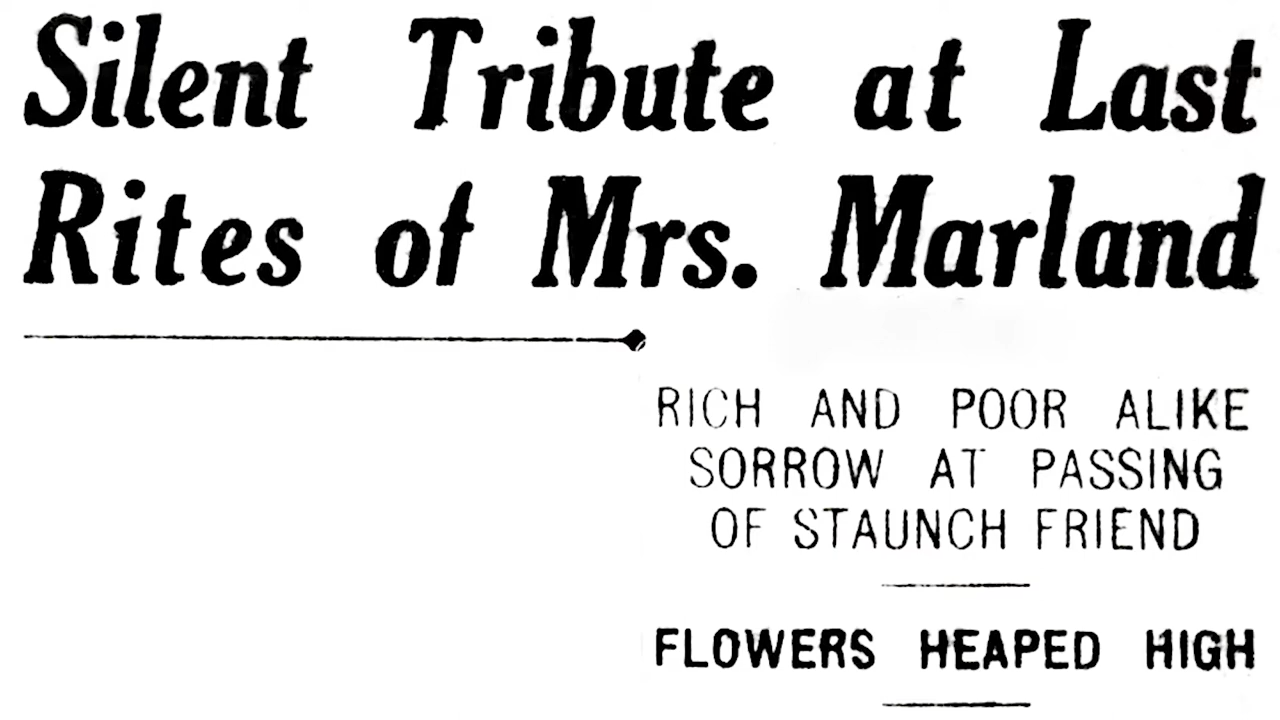 Silent Tribute at Last
Rites of Mrs. Marland
RICH AND POOR ALIKE
SORROW AT PASSING
OF STAUNCH FRIEND
FLOWERS HEAPED HIGH